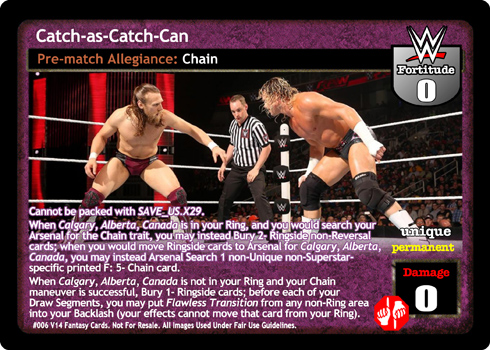 Catch-as-Catch-Can
Pre-match Allegiance: Chain
Fortitude
0
Cannot be packed with SAVE_US.X29.
When Calgary, Alberta, Canada is in your Ring, and you would search your
Arsenal for the Chain trait, you may instead Bury 2- Ringside non-Reversal
cards; when you would move Ringside cards to Arsenal for Calgary, Alberta,
Canada, you may instead Arsenal Search 1 non-Unique non-Superstar-
specific printed F: 5- Chain card.
When Calgary, Alberta, Canada is not in your Ring and your Chain
maneuver is successful, Bury 1- Ringside cards; before each of your
Draw Segments, you may put Flawless Transition from any non-Ring area
into your Backlash (your effects cannot move that card from your Ring).
#006 V14 Fantasy Cards. Not For Resale. All Images Used Under Fair Use Guidelines.
unique
permanent
Damage
0